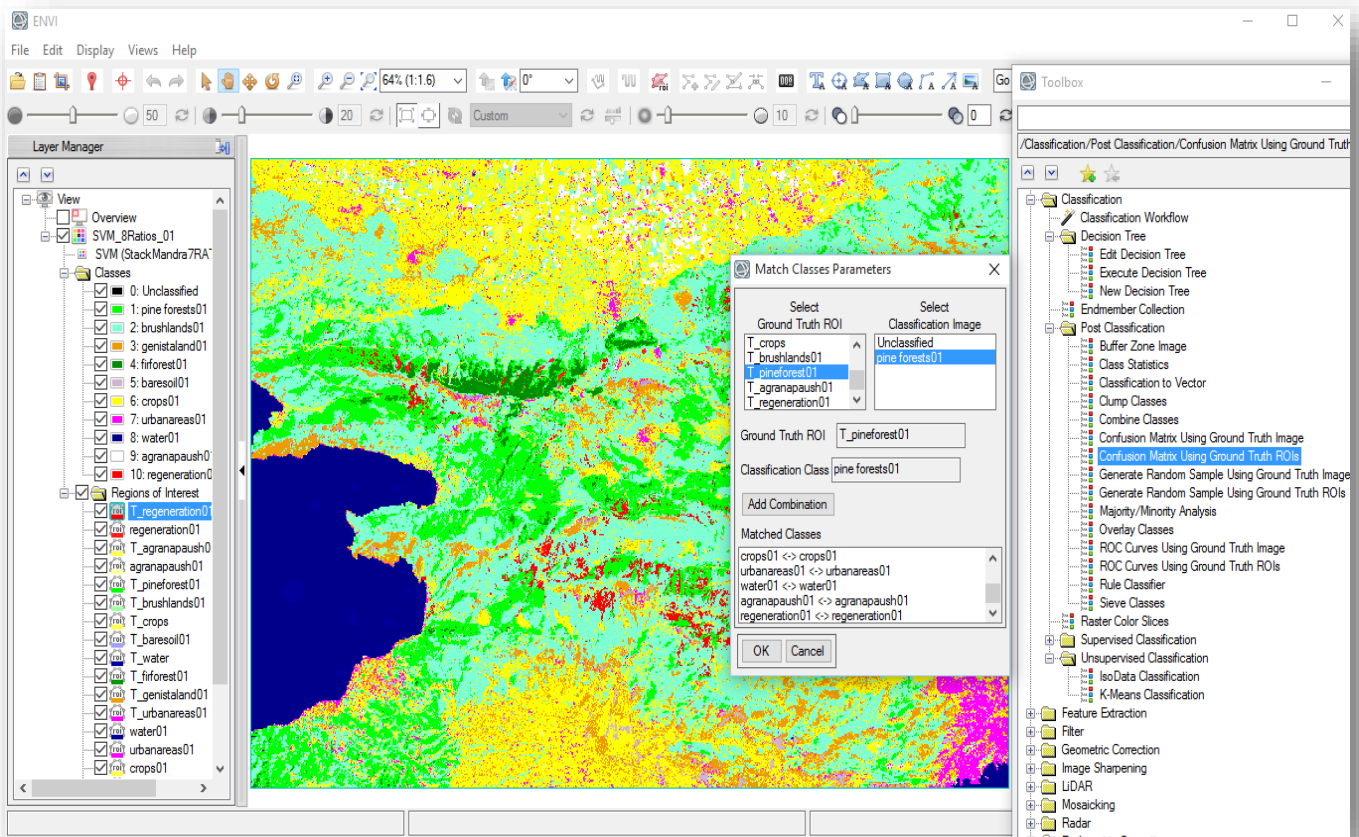 ENVI
File Edit Display Views Help
64% (1:1.6)
0°
roi
Go
50
20
Custom
10
0
Layer Manager
View
Overview
SVM_8Ratios_01
SVM (StackMandra7RA
Classes
0: Unclassified
1: pine forests01
2: brushlands01
3: genistaland01
4: firforest01
5: baresoil01
6: crops01
7: urbanareas01
8: water01
9: agranapaush0
10: regeneration0
Regions of Interest
T_regeneration01
regeneration01
T_agranapaush0
agranapaush01
T_pineforest01
T_brushlands01
T_crops
T_baresoil01
T_water
T_firforest01
T_genistaland01
T_urbanareas01
water01
urbanareas01
crops01
Match Classes Parameters
Select
Ground Truth ROI
Select
Classification Image
T_crops
T_brushlands01
T_pineforest01
T_agranapaush01
T_regeneration01
Unclassified
pine forests01
Ground Truth ROI T_pineforest01
Classification Class pine forests01
Add Combination
Matched Classes
crops01 <-> crops01
urbanareas01 <-> urbanareas01
water01 <-> water01
agranapaush01 <-> agranapaush01
regeneration01 <-> regeneration01
OK Cancel
Toolbox
/Classification/Post Classification/Confusion Matrix Using Ground Truth
Classification
Classification Workflow
Decision Tree
Edit Decision Tree
Execute Decision Tree
New Decision Tree
Endmember Collection
Post Classification
Buffer Zone Image
Class Statistics
Classification to Vector
Clump Classes
Combine Classes
Confusion Matrix Using Ground Truth Image
Confusion Matrix Using Ground Truth ROIs
Generate Random Sample Using Ground Truth Image
Generate Random Sample Using Ground Truth ROIs
Majority/Minority Analysis
Overlay Classes
ROC Curves Using Ground Truth Image
ROC Curves Using Ground Truth ROIs
Rule Classifier
Sieve Classes
Raster Color Slices
Supervised Classification
Unsupervised Classification
IsoData Classification
K-Means Classification
Feature Extraction
Filter
Geometric Correction
Image Sharpening
LiDAR
Mosaicking
Radar